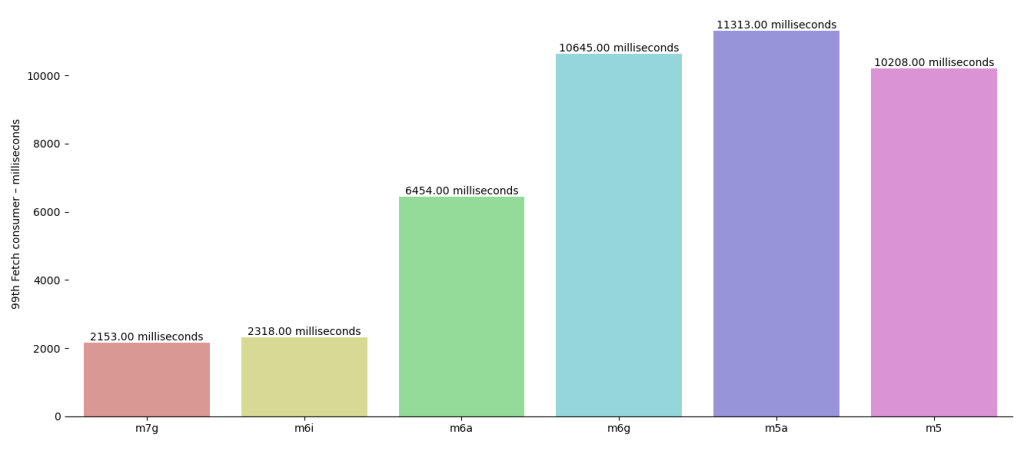 11313.00 milliseconds
10645.00 milliseconds
10208.00 milliseconds
10000
8000
6454.00 milliseconds
6000
4000
2318.00 milliseconds
2153.00 milliseconds
2000
0
99th Fetch consumer – milliseconds
m7g
m6i
m6a
m6g
m5a
m5